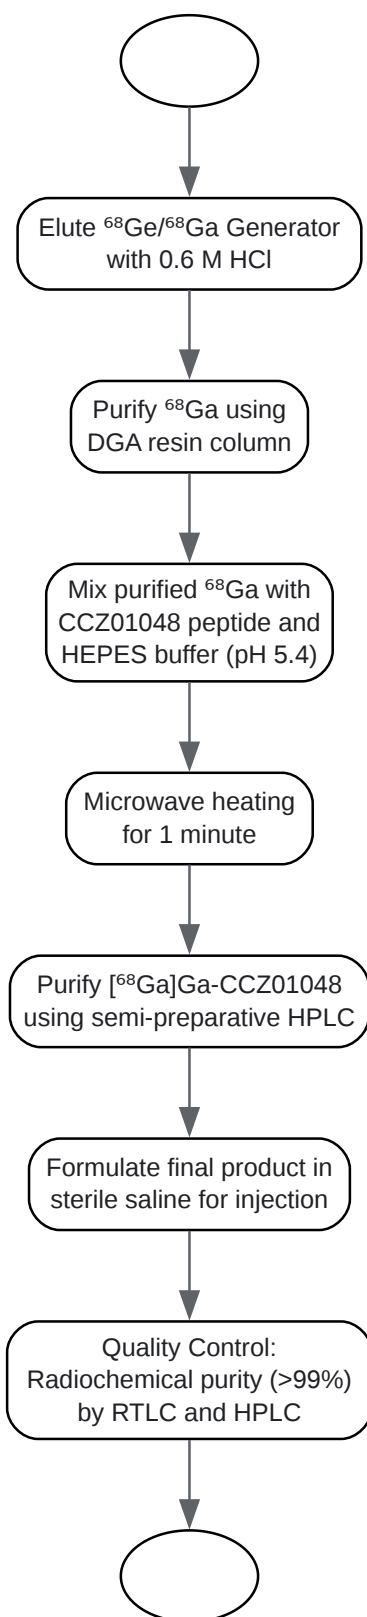 Elute ⁶⁸Ge/⁶⁸Ga Generator
with 0.6 M HCl
Purify ⁶⁸Ga using
DGA resin column
Mix purified ⁶⁸Ga with
CCZ01048 peptide and
HEPES buffer (pH 5.4)
Microwave heating
for 1 minute
Purify [⁶⁸Ga]Ga-CCZ01048
using semi-preparative HPLC
Formulate final product in
sterile saline for injection
Quality Control:
Radiochemical purity (>99%)
by RTLC and HPLC